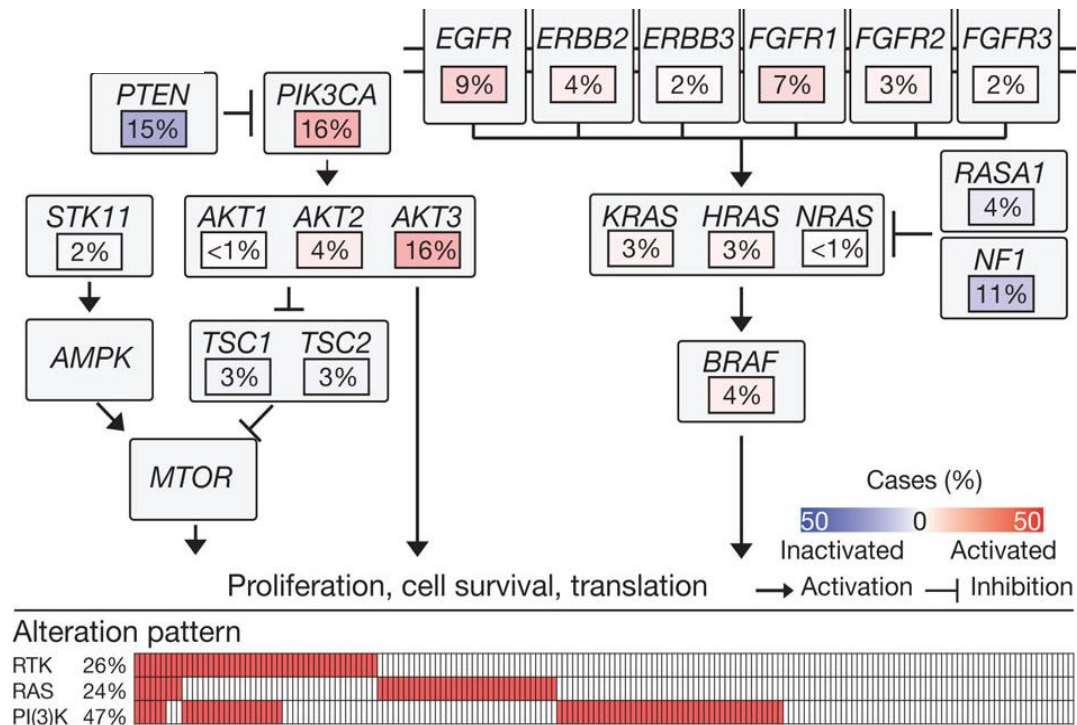 EGFR ERBB2 ERBB3 FGFR1 FGFR2 FGFR3
9% 4% 2% 7% 3% 2%
PTEN PIK3CA
15% 16%
RASA1
4%
STK11 AKT1 AKT2 AKT3 KRAS HRAS NRAS
2% <1% 4% 16% 3% 3% <1%
NF1
11%
AMPK TSC1 TSC2 BRAF
3% 3% 4%
MTOR
Cases (%)
50 0 50
Inactivated Activated
Proliferation, cell survival, translation Activation Inhibition
Alteration pattern
RTK 26%
RAS 24%
PI(3)K 47%